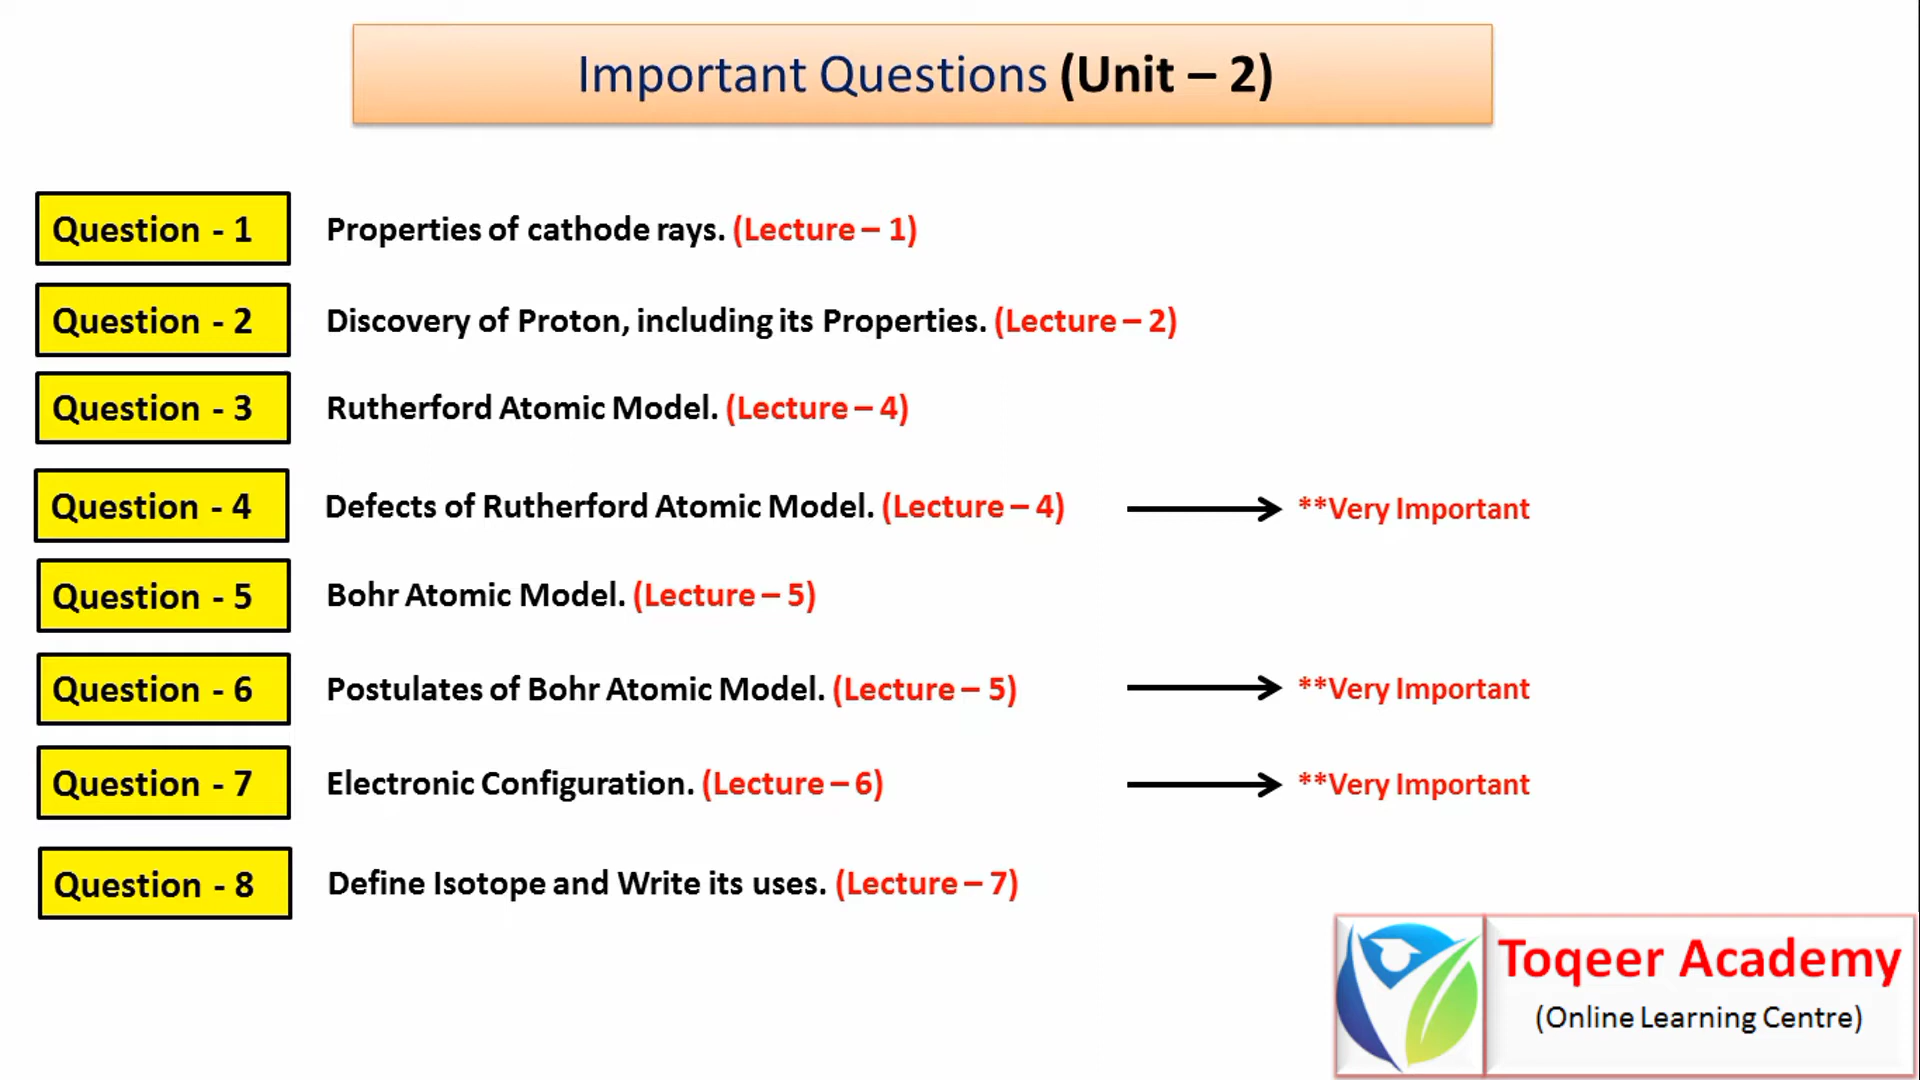 Important Questions (Unit – 2)
Question - 1 Properties of cathode rays. (Lecture – 1)
Question - 2 Discovery of Proton, including its Properties. (Lecture – 2)
Question - 3 Rutherford Atomic Model. (Lecture – 4)
Question - 4 Defects of Rutherford Atomic Model. (Lecture – 4) **Very Important
Question - 5 Bohr Atomic Model. (Lecture – 5)
Question - 6 Postulates of Bohr Atomic Model. (Lecture – 5) **Very Important
Question - 7 Electronic Configuration. (Lecture – 6) **Very Important
Question - 8 Define Isotope and Write its uses. (Lecture – 7)
Toqeer Academy
(Online Learning Centre)